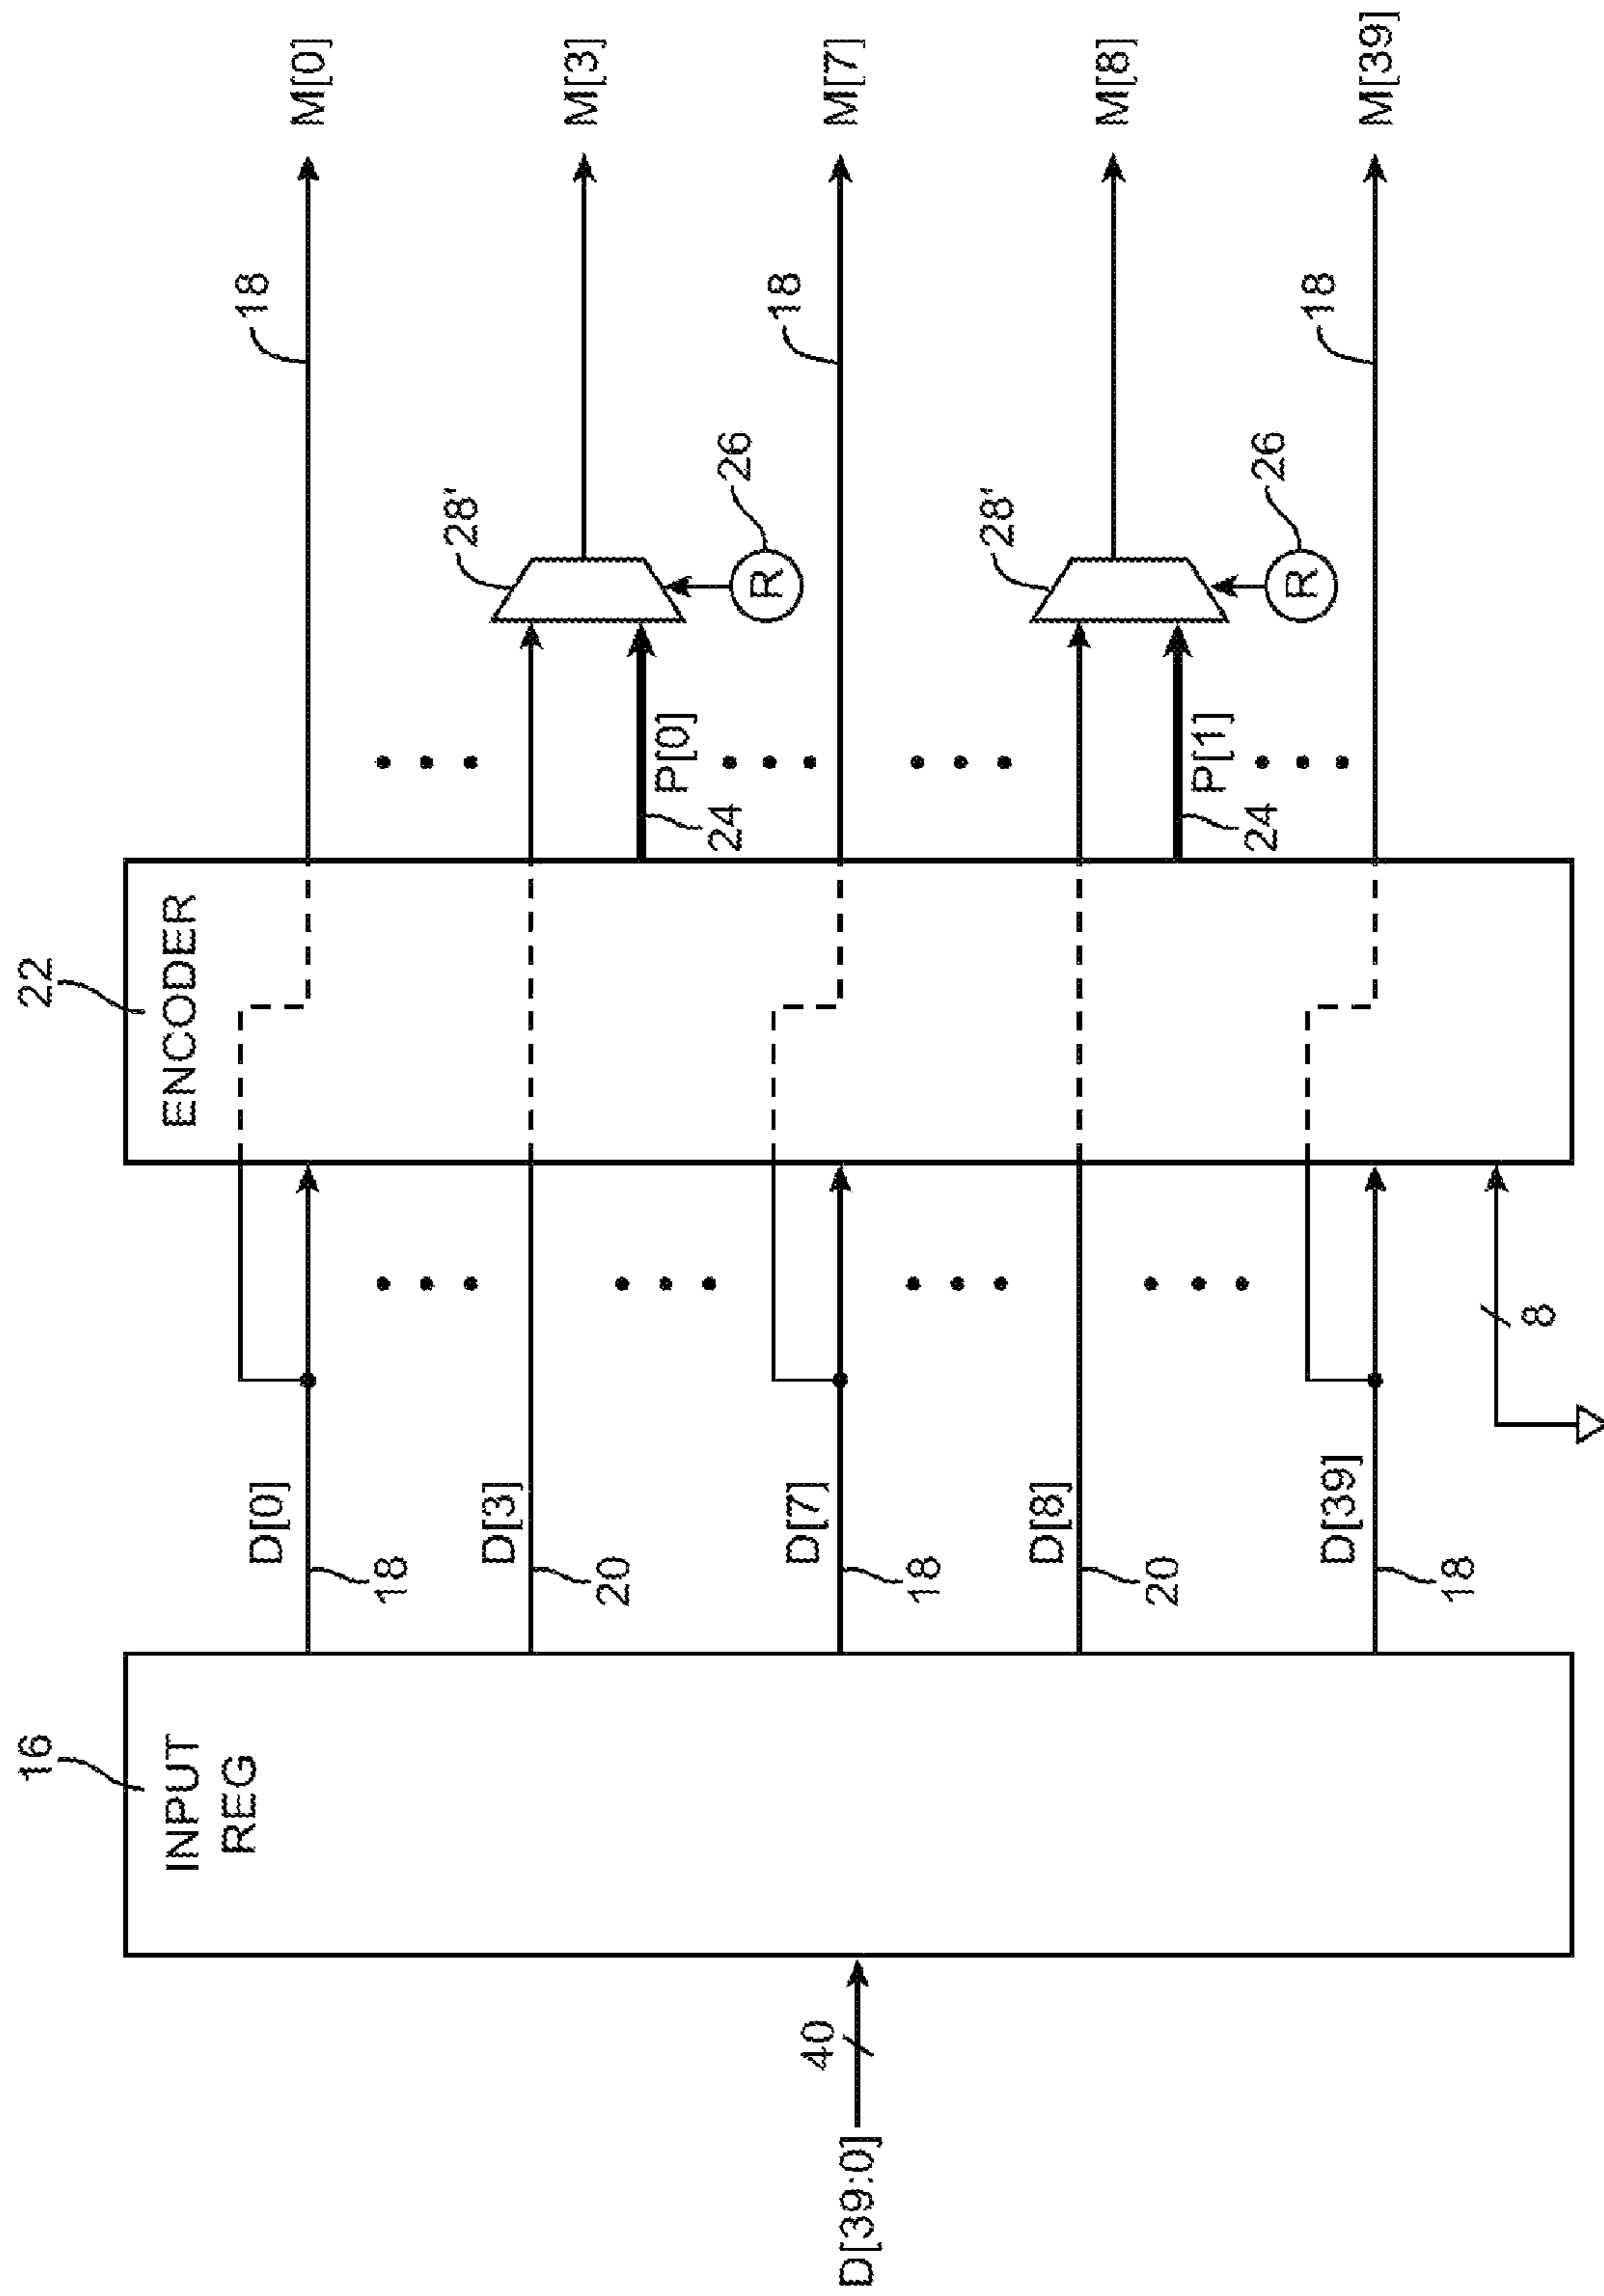 D[39:0]
40
16
INPUT
REG
D[0]
18
D[3]
20
D[7]
18
D[8]
20
D[39]
18
8
22
ENCODER
P[0]
24
P[1]
24
28'
26
R
28'
26
R
18
M[0]
M[3]
18
M[7]
M[8]
18
M[39]